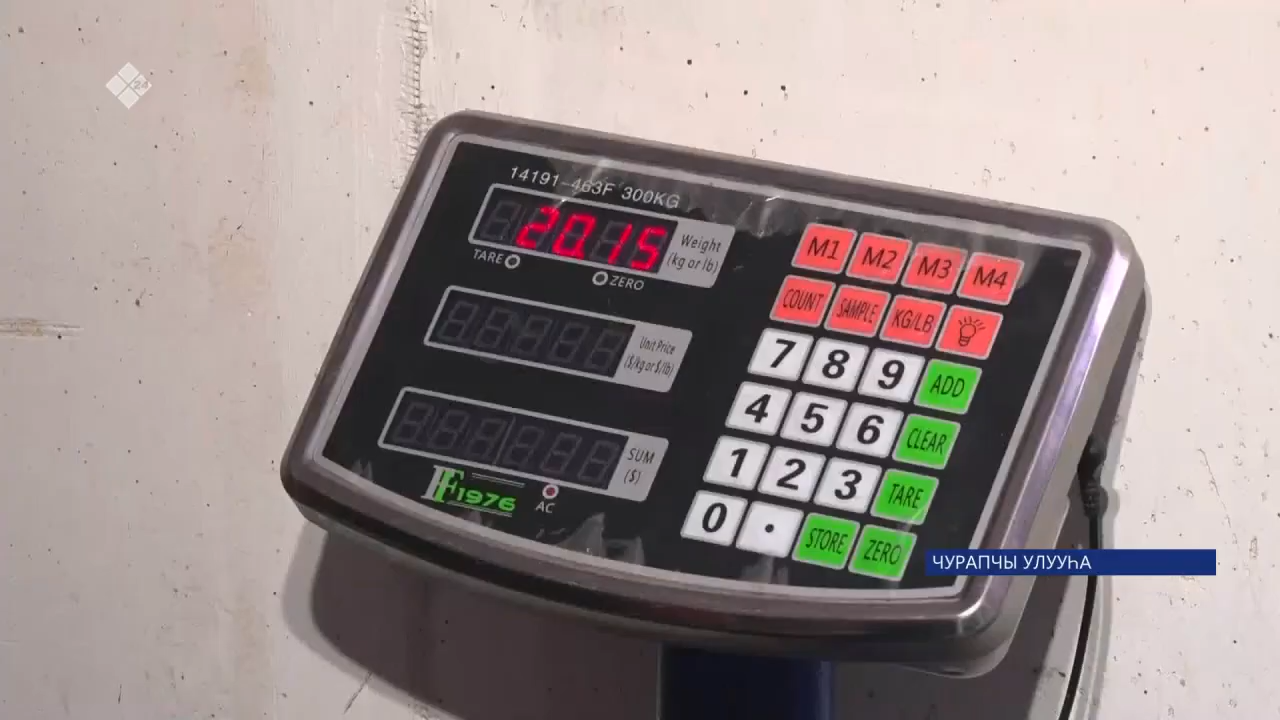 24
14191-463F 300KG
20.15
Weight
(kg or lb)
TARE ZERO
Unit Price
($/kg or $/lb)
SUM
($)
FF1976
AC
M1 M2 M3 M4
COUNT SAMPLE KG/LB
7 8 9 ADD
4 5 6 CLEAR
1 2 3 TARE
0 . STORE ZERO
ЧУРАПЧЫ УЛУУҺА